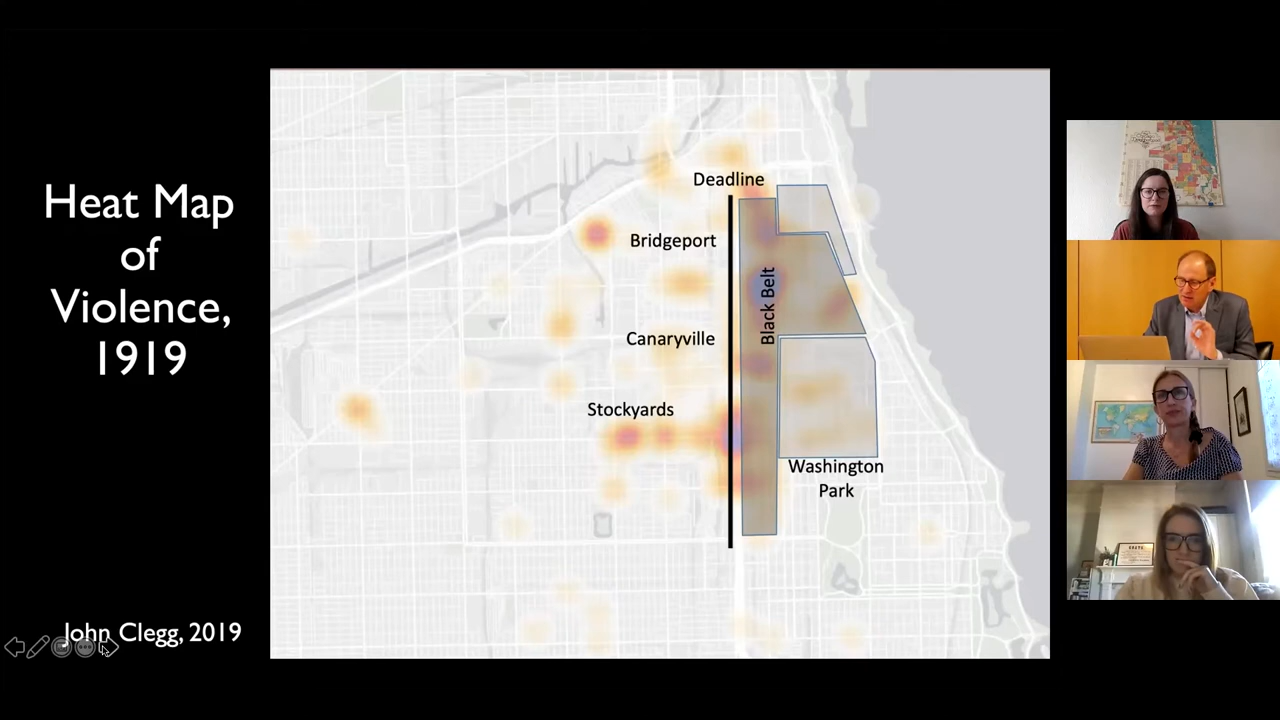 Heat Map
of
Violence,
1919
John Clegg, 2019
Deadline
Bridgeport
Black Belt
Canaryville
Stockyards
Washington
Park